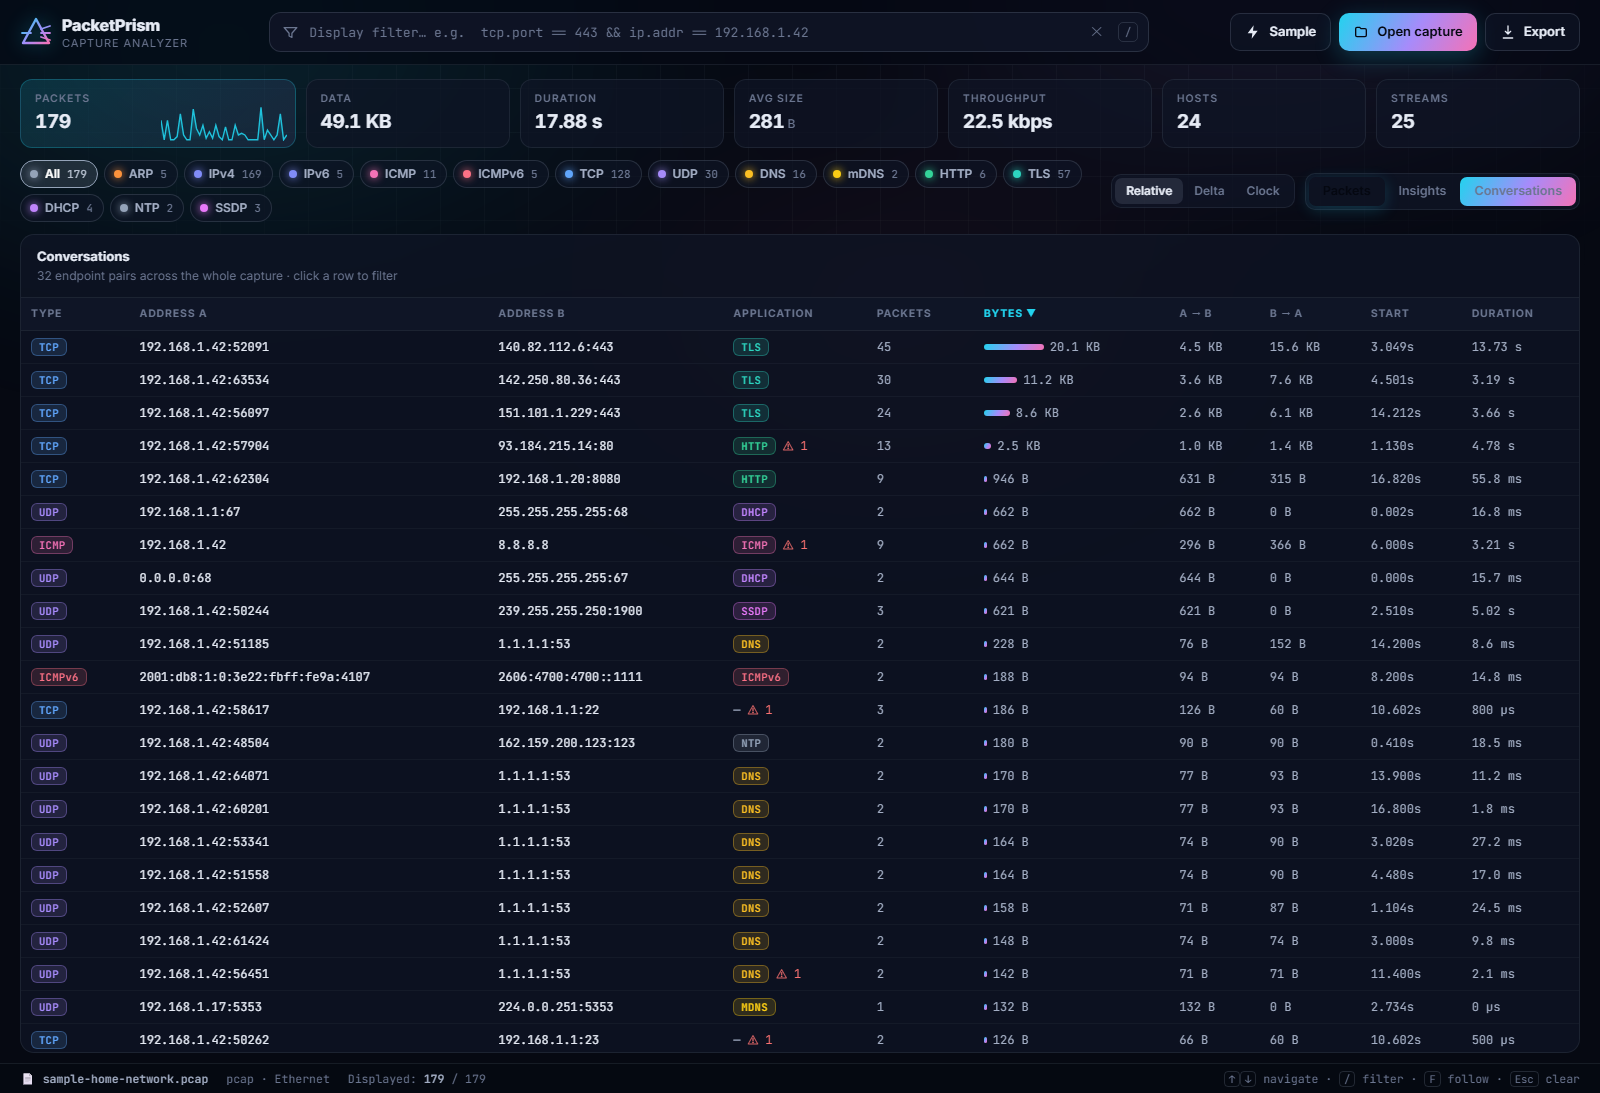 PacketPrism
CAPTURE ANALYZER
Display filter… e.g. tcp.port == 443 && ip.addr == 192.168.1.42
/
Sample
Open capture
Export
PACKETS
179
DATA
49.1 KB
DURATION
17.88 s
AVG SIZE
281 B
THROUGHPUT
22.5 kbps
HOSTS
24
STREAMS
25
All 179
ARP 5
IPv4 169
IPv6 5
ICMP 11
ICMPv6 5
TCP 128
UDP 30
DNS 16
mDNS 2
HTTP 6
TLS 57
DHCP 4
NTP 2
SSDP 3
Relative Delta Clock
Packets Insights Conversations
Conversations
32 endpoint pairs across the whole capture · click a row to filter
TYPE ADDRESS A ADDRESS B APPLICATION PACKETS BYTES ▼ A → B B → A START DURATION
TCP 192.168.1.42:52091 140.82.112.6:443 TLS 45 20.1 KB 4.5 KB 15.6 KB 3.049s 13.73 s
TCP 192.168.1.42:63534 142.250.80.36:443 TLS 30 11.2 KB 3.6 KB 7.6 KB 4.501s 3.19 s
TCP 192.168.1.42:56097 151.101.1.229:443 TLS 24 8.6 KB 2.6 KB 6.1 KB 14.212s 3.66 s
TCP 192.168.1.42:57904 93.184.215.14:80 HTTP ⚠ 1 13 2.5 KB 1.0 KB 1.4 KB 1.130s 4.78 s
TCP 192.168.1.42:62304 192.168.1.20:8080 HTTP 9 946 B 631 B 315 B 16.820s 55.8 ms
UDP 192.168.1.1:67 255.255.255.255:68 DHCP 2 662 B 662 B 0 B 0.002s 16.8 ms
ICMP 192.168.1.42 8.8.8.8 ICMP ⚠ 1 9 662 B 296 B 366 B 6.000s 3.21 s
UDP 0.0.0.0:68 255.255.255.255:67 DHCP 2 644 B 644 B 0 B 0.000s 15.7 ms
UDP 192.168.1.42:50244 239.255.255.250:1900 SSDP 3 621 B 621 B 0 B 2.510s 5.02 s
UDP 192.168.1.42:51185 1.1.1.1:53 DNS 2 228 B 76 B 152 B 14.200s 8.6 ms
ICMPv6 2001:db8:1:0:3e22:fbff:fe9a:4107 2606:4700:4700::1111 ICMPv6 2 188 B 94 B 94 B 8.200s 14.8 ms
TCP 192.168.1.42:58617 192.168.1.1:22 — ⚠ 1 3 186 B 126 B 60 B 10.602s 800 µs
UDP 192.168.1.42:48504 162.159.200.123:123 NTP 2 180 B 90 B 90 B 0.410s 18.5 ms
UDP 192.168.1.42:64071 1.1.1.1:53 DNS 2 170 B 77 B 93 B 13.900s 11.2 ms
UDP 192.168.1.42:60201 1.1.1.1:53 DNS 2 170 B 77 B 93 B 16.800s 1.8 ms
UDP 192.168.1.42:53341 1.1.1.1:53 DNS 2 164 B 74 B 90 B 3.020s 27.2 ms
UDP 192.168.1.42:51558 1.1.1.1:53 DNS 2 164 B 74 B 90 B 4.480s 17.0 ms
UDP 192.168.1.42:52607 1.1.1.1:53 DNS 2 158 B 71 B 87 B 1.104s 24.5 ms
UDP 192.168.1.42:61424 1.1.1.1:53 DNS 2 148 B 74 B 74 B 3.000s 9.8 ms
UDP 192.168.1.42:56451 1.1.1.1:53 DNS ⚠ 1 2 142 B 71 B 71 B 11.400s 2.1 ms
UDP 192.168.1.17:5353 224.0.0.251:5353 MDNS 1 132 B 132 B 0 B 2.734s 0 µs
TCP 192.168.1.42:50262 192.168.1.1:23 — ⚠ 1 2 126 B 66 B 60 B 10.602s 500 µs
sample-home-network.pcap pcap · Ethernet Displayed: 179 / 179
↑ ↓ navigate · / filter · F follow · Esc clear